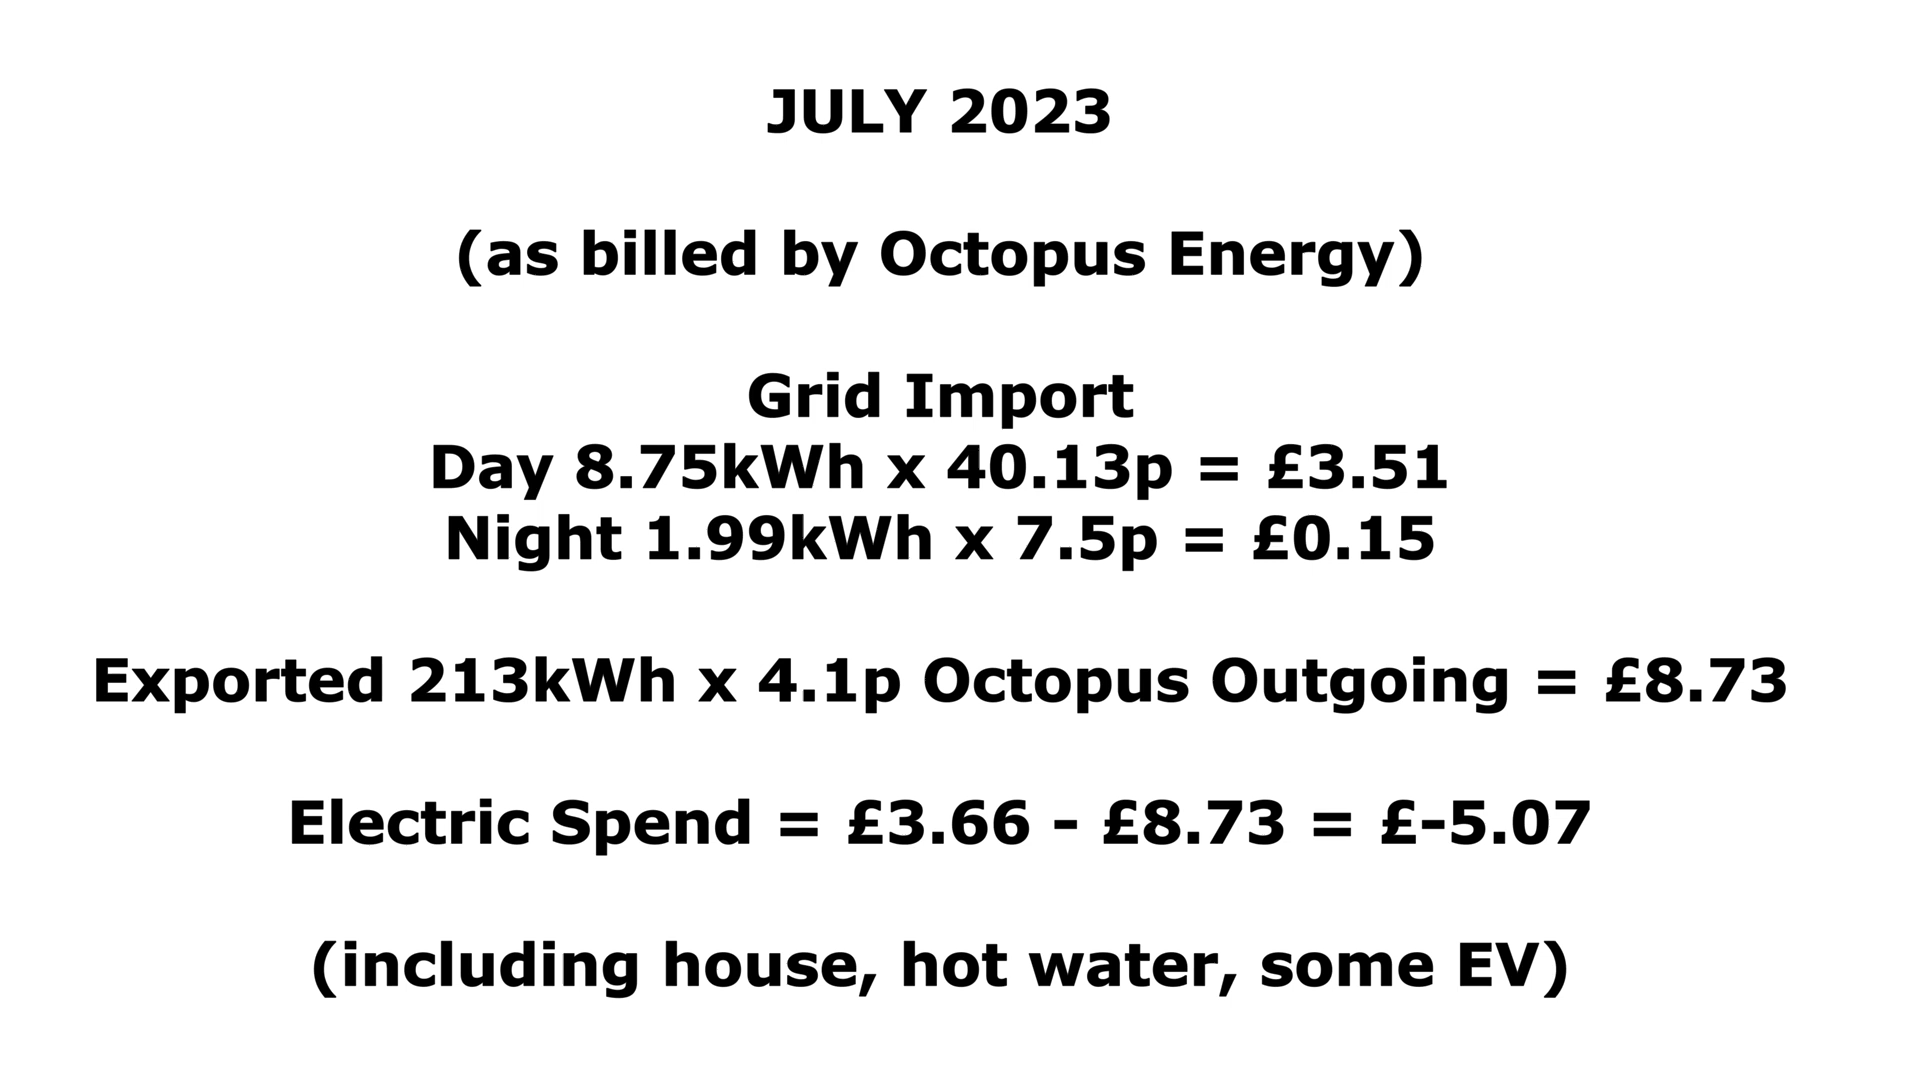 JULY 2023
(as billed by Octopus Energy)
Grid Import
Day 8.75kWh x 40.13p = £3.51
Night 1.99kWh x 7.5p = £0.15
Exported 213kWh x 4.1p Octopus Outgoing = £8.73
Electric Spend = £3.66 - £8.73 = £-5.07
(including house, hot water, some EV)